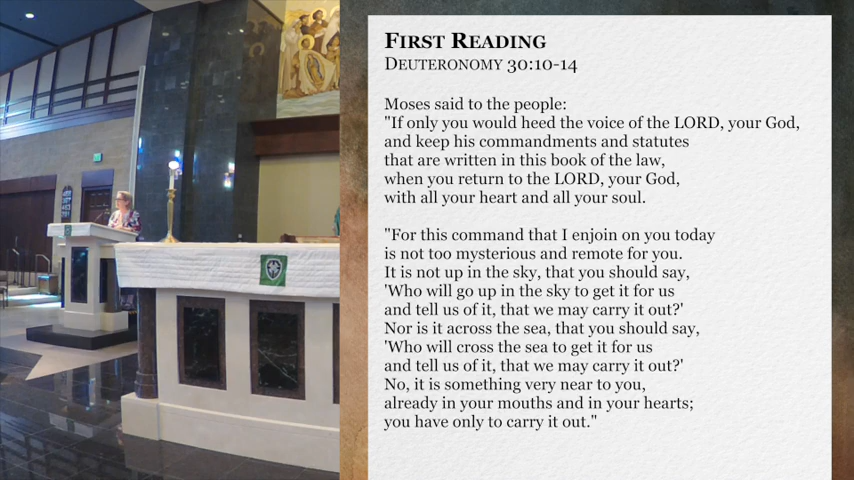 FIRST READING
DEUTERONOMY 30:10-14
Moses said to the people:
"If only you would heed the voice of the LORD, your God,
and keep his commandments and statutes
that are written in this book of the law,
when you return to the LORD, your God,
with all your heart and all your soul.
"For this command that I enjoin on you today
is not too mysterious and remote for you.
It is not up in the sky, that you should say,
'Who will go up in the sky to get it for us
and tell us of it, that we may carry it out?'
Nor is it across the sea, that you should say,
'Who will cross the sea to get it for us
and tell us of it, that we may carry it out?'
No, it is something very near to you,
already in your mouths and in your hearts;
you have only to carry it out."